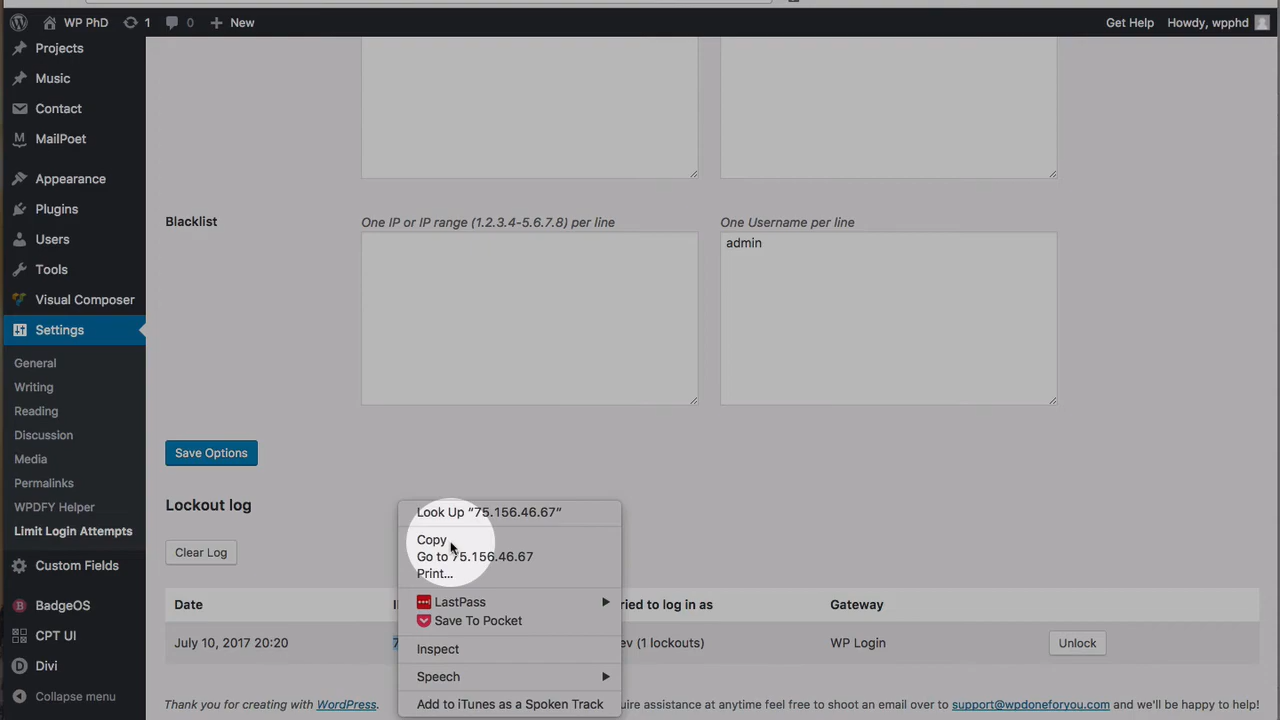 WP PhD
1
0
New
Get Help
Howdy, wpphd
Projects
Music
Contact
MailPoet
Appearance
Plugins
Users
Tools
Visual Composer
Settings
General
Writing
Reading
Discussion
Media
Permalinks
WPDFY Helper
Limit Login Attempts
Custom Fields
BadgeOS
CPT UI
Divi
Collapse menu
Blacklist
One IP or IP range (1.2.3.4-5.6.7.8) per line
One Username per line
admin
Save Options
Lockout log
Clear Log
Look Up “75.156.46.67”
Copy
Go to 75.156.46.67
Print...
LastPass
Save To Pocket
Inspect
Speech
Add to iTunes as a Spoken Track
Date
to log in as
Gateway
July 10, 2017 20:20
7
(1 lockouts)
WP Login
Unlock
Thank you for creating with WordPress.
assistance at anytime feel free to shoot an email over to support@wpdoneforyou.com and we'll be happy to help!